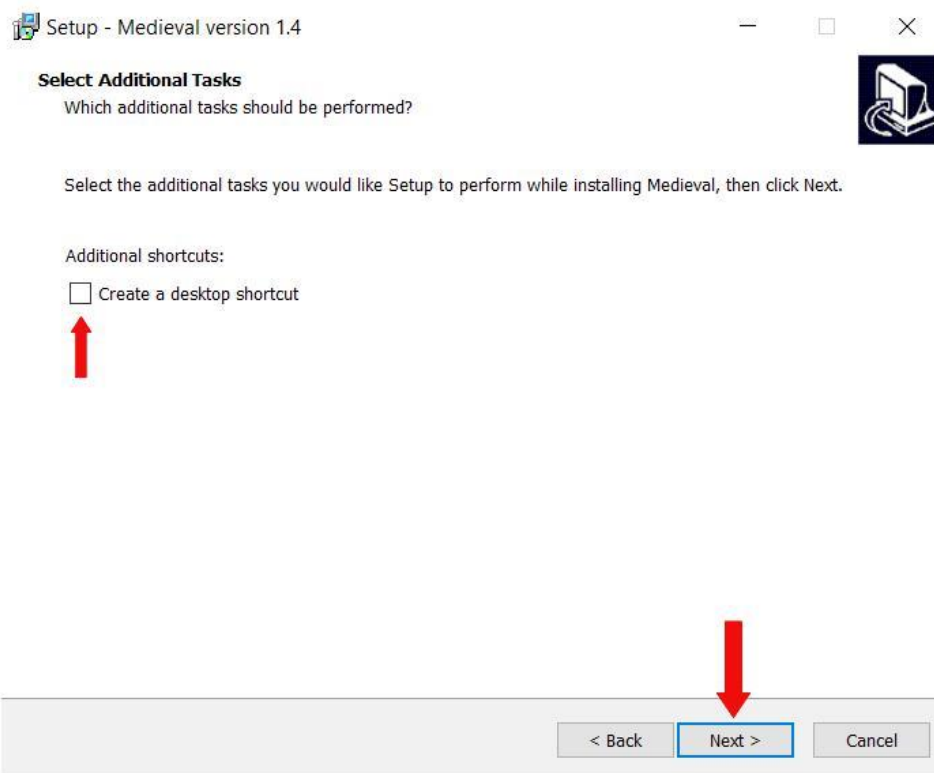 Setup - Medieval version 1.4
Select Additional Tasks
Which additional tasks should be performed?
Select the additional tasks you would like Setup to perform while installing Medieval, then click Next.
Additional shortcuts:
Create a desktop shortcut
< Back
Next >
Cancel